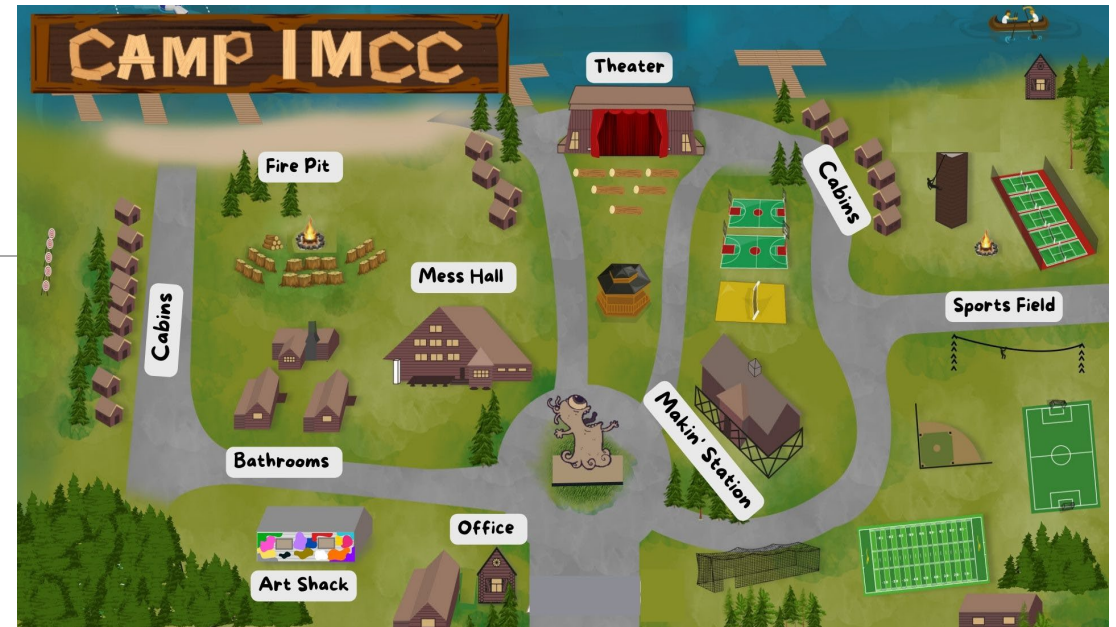 CAMP IMCC
Theater
Fire Pit
Cabins
Mess Hall
Cabins
Sports Field
Makin' Station
Bathrooms
Office
Art Shack